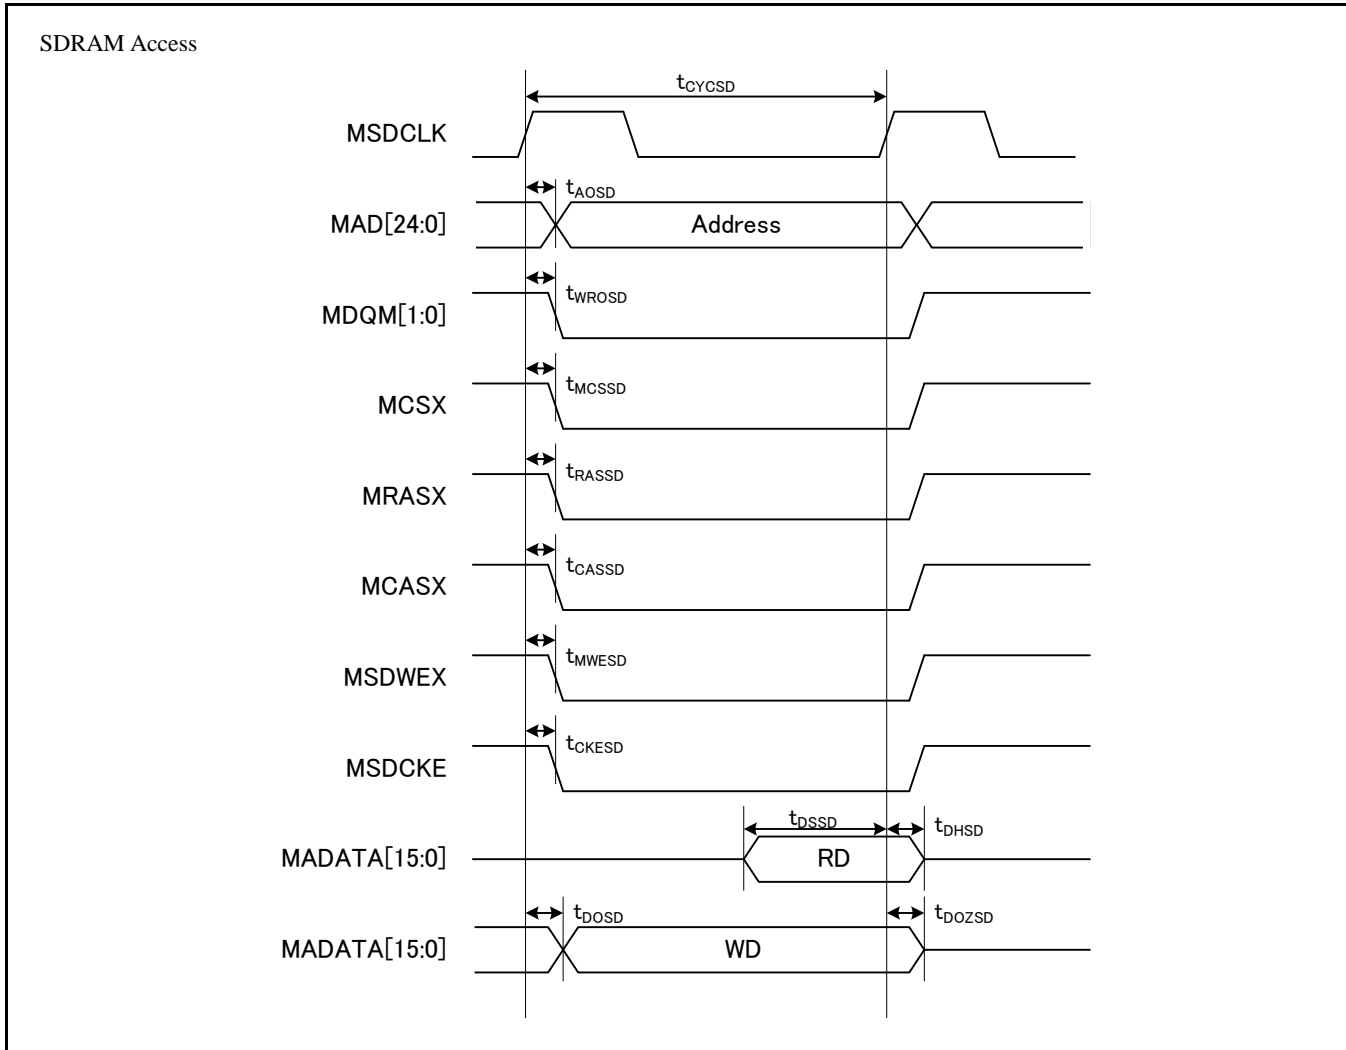 SDRAM Access
tCYCSD
MSDCLK
tAOSD
MAD[24:0]
Address
tWROSD
MDQM[1:0]
tMCSSD
MCSX
tRASSD
MRASX
tCASSD
MCASX
tMWESD
MSDWEX
tCKESD
MSDCKE
tDSSD
tDHSD
MADATA[15:0]
RD
tDOSD
tDOZSD
MADATA[15:0]
WD